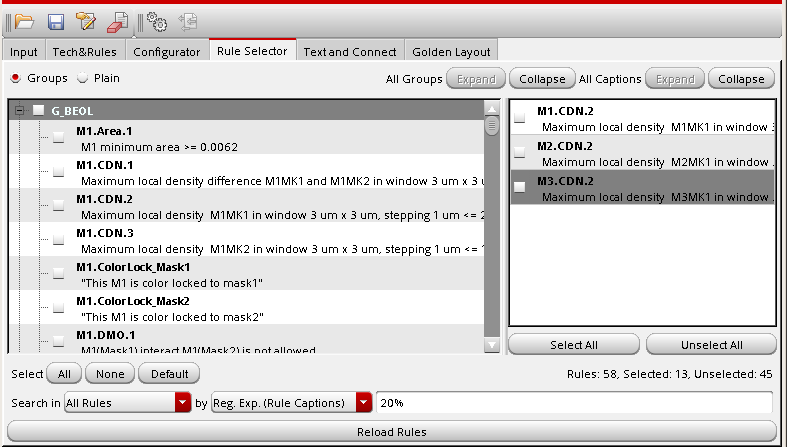 Input Tech&Rules Configurator Rule Selector Text and Connect Golden Layout
Groups Plain All Groups Expand Collapse All Captions Expand Collapse
G_BEOL
M1.Area.1
M1 minimum area >= 0.0062
M1.CDN.1
Maximum local density difference M1MK1 and M1MK2 in window 3 um x 3 u
M1.CDN.2
Maximum local density M1MK1 in window 3 um x 3 um, stepping 1 um <= 2
M1.CDN.3
Maximum local density M1MK2 in window 3 um x 3 um, stepping 1 um <=
M1.ColorLock_Mask1
"This M1 is color locked to mask1"
M1.ColorLock_Mask2
"This M1 is color locked to mask2"
M1.DMO.1
M1(Mask1) interact M1(Mask2) is not allowed
M1.CDN.2
Maximum local density M1MK1 in window
M2.CDN.2
Maximum local density M2MK1 in window .
M3.CDN.2
Maximum local density M3MK1 in window .
Select All Unselect All
Select All None Default Rules: 58, Selected: 13, Unselected: 45
Search in All Rules by Reg. Exp. (Rule Captions) 20%
Reload Rules